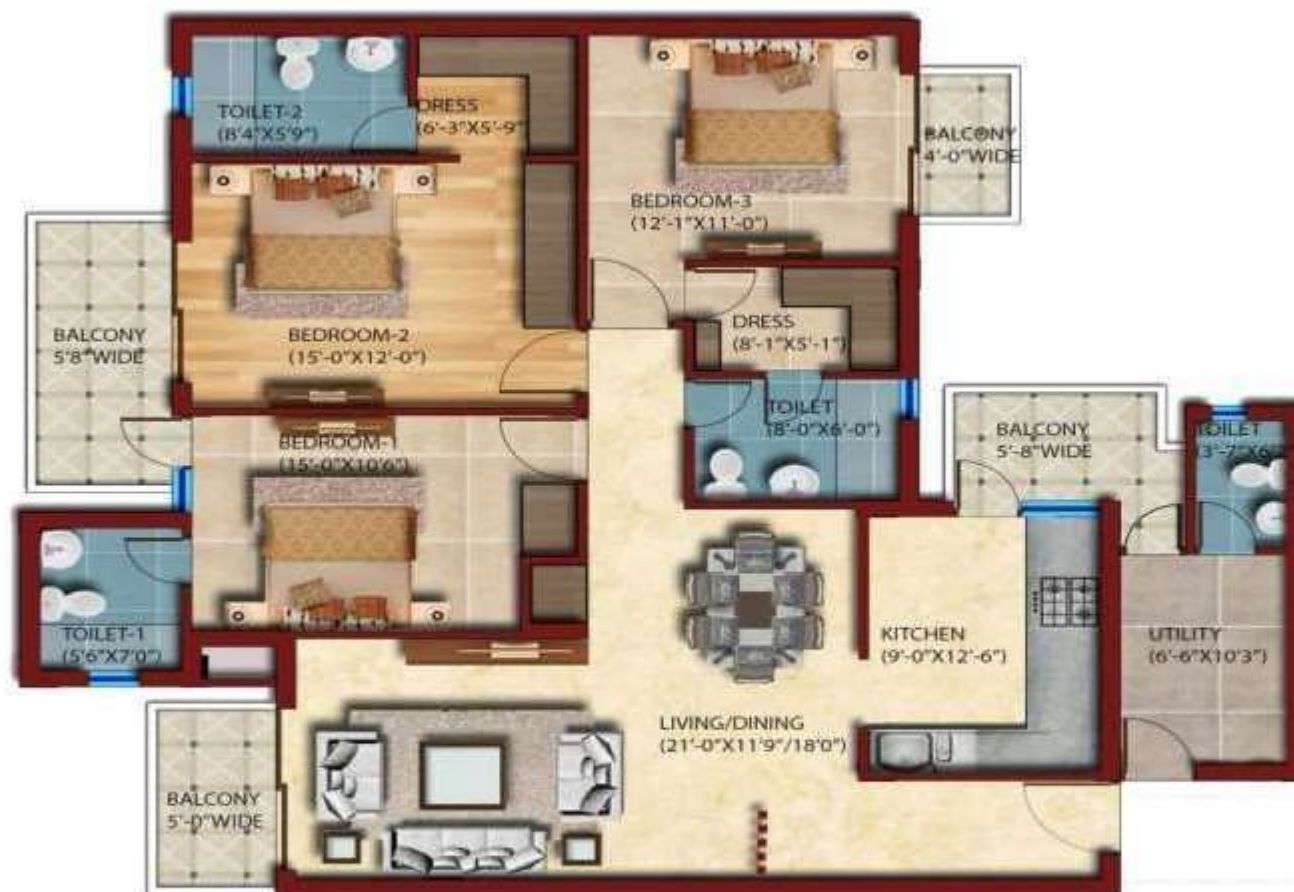 TOILET-2
(8'4"X5'9")
DRESS
(6'-3"X5'-9"
BALCONY
4'-0"WIDE
BEDROOM-3
(12'-1"X11'-0")
BALCONY
5'8"WIDE
BEDROOM-2
(15'-0"X12'-0")
DRESS
(8'-1"X5'-1")
BEDROOM-1
(15'-0"X10'6")
TOILET
(8'-0"X6'-0")
BALCONY
5'-8"WIDE
TOILET
(3'-7"X6'
TOILET-1
(5'6"X7'0")
KITCHEN
(9'-0"X12'-6")
UTILITY
(6'-6"X10'3")
LIVING/DINING
(21'-0"X11'9"/18'0")
BALCONY
5'-0"WIDE